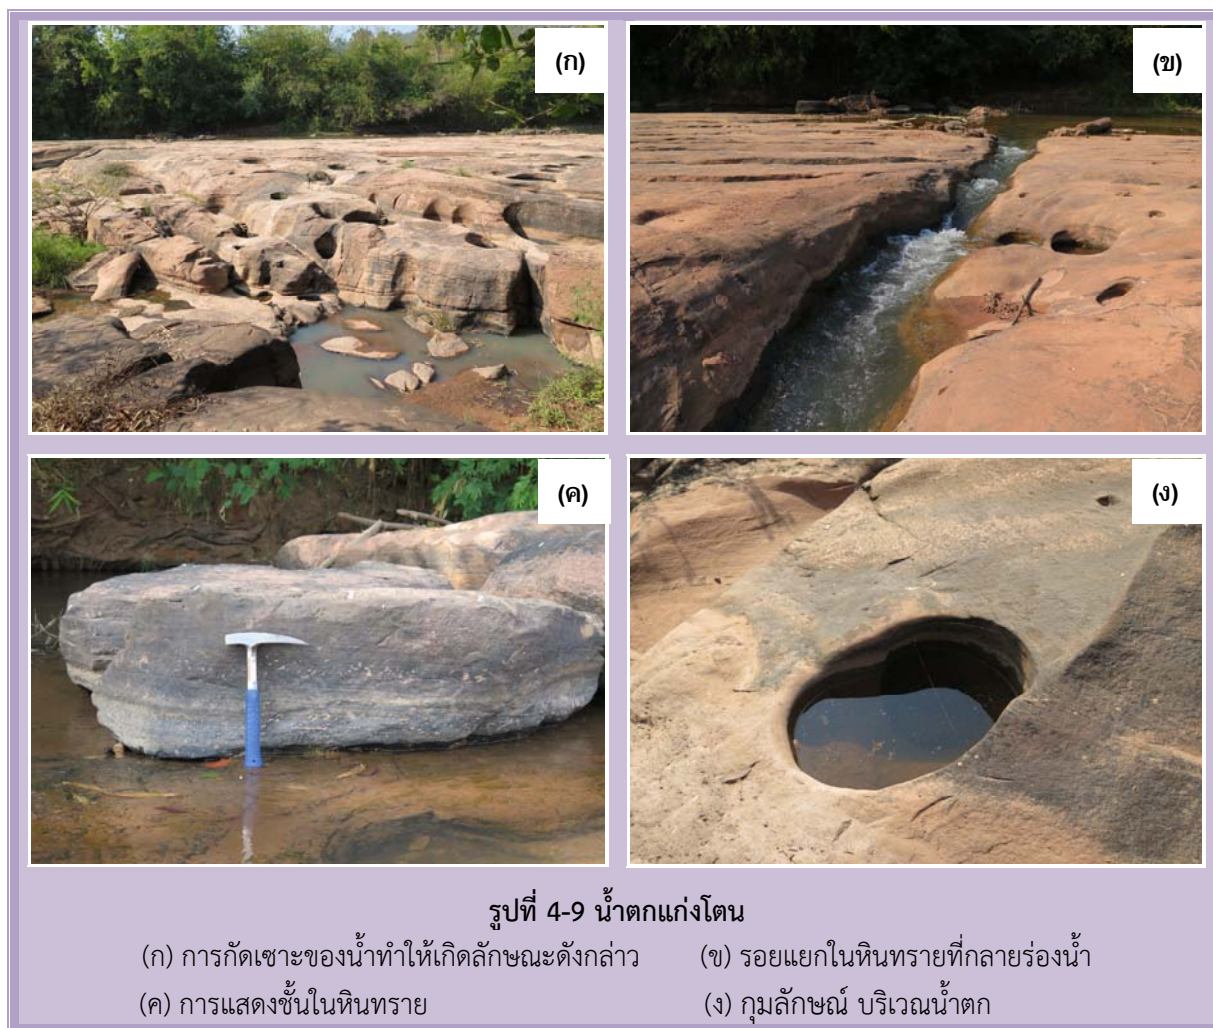 (ก)
(ข)
(ค)
(ง)
รูปที่ 4-9 น้ำตกแก่งโตน
(ก) การกัดเซาะของน้ำทำให้เกิดลักษณะดังกล่าว (ข) รอยแยกในหินทรายที่กลายร่องน้ำ
(ค) การแสดงชั้นในหินทราย (ง) กุมลักษณ์ บริเวณน้ำตก